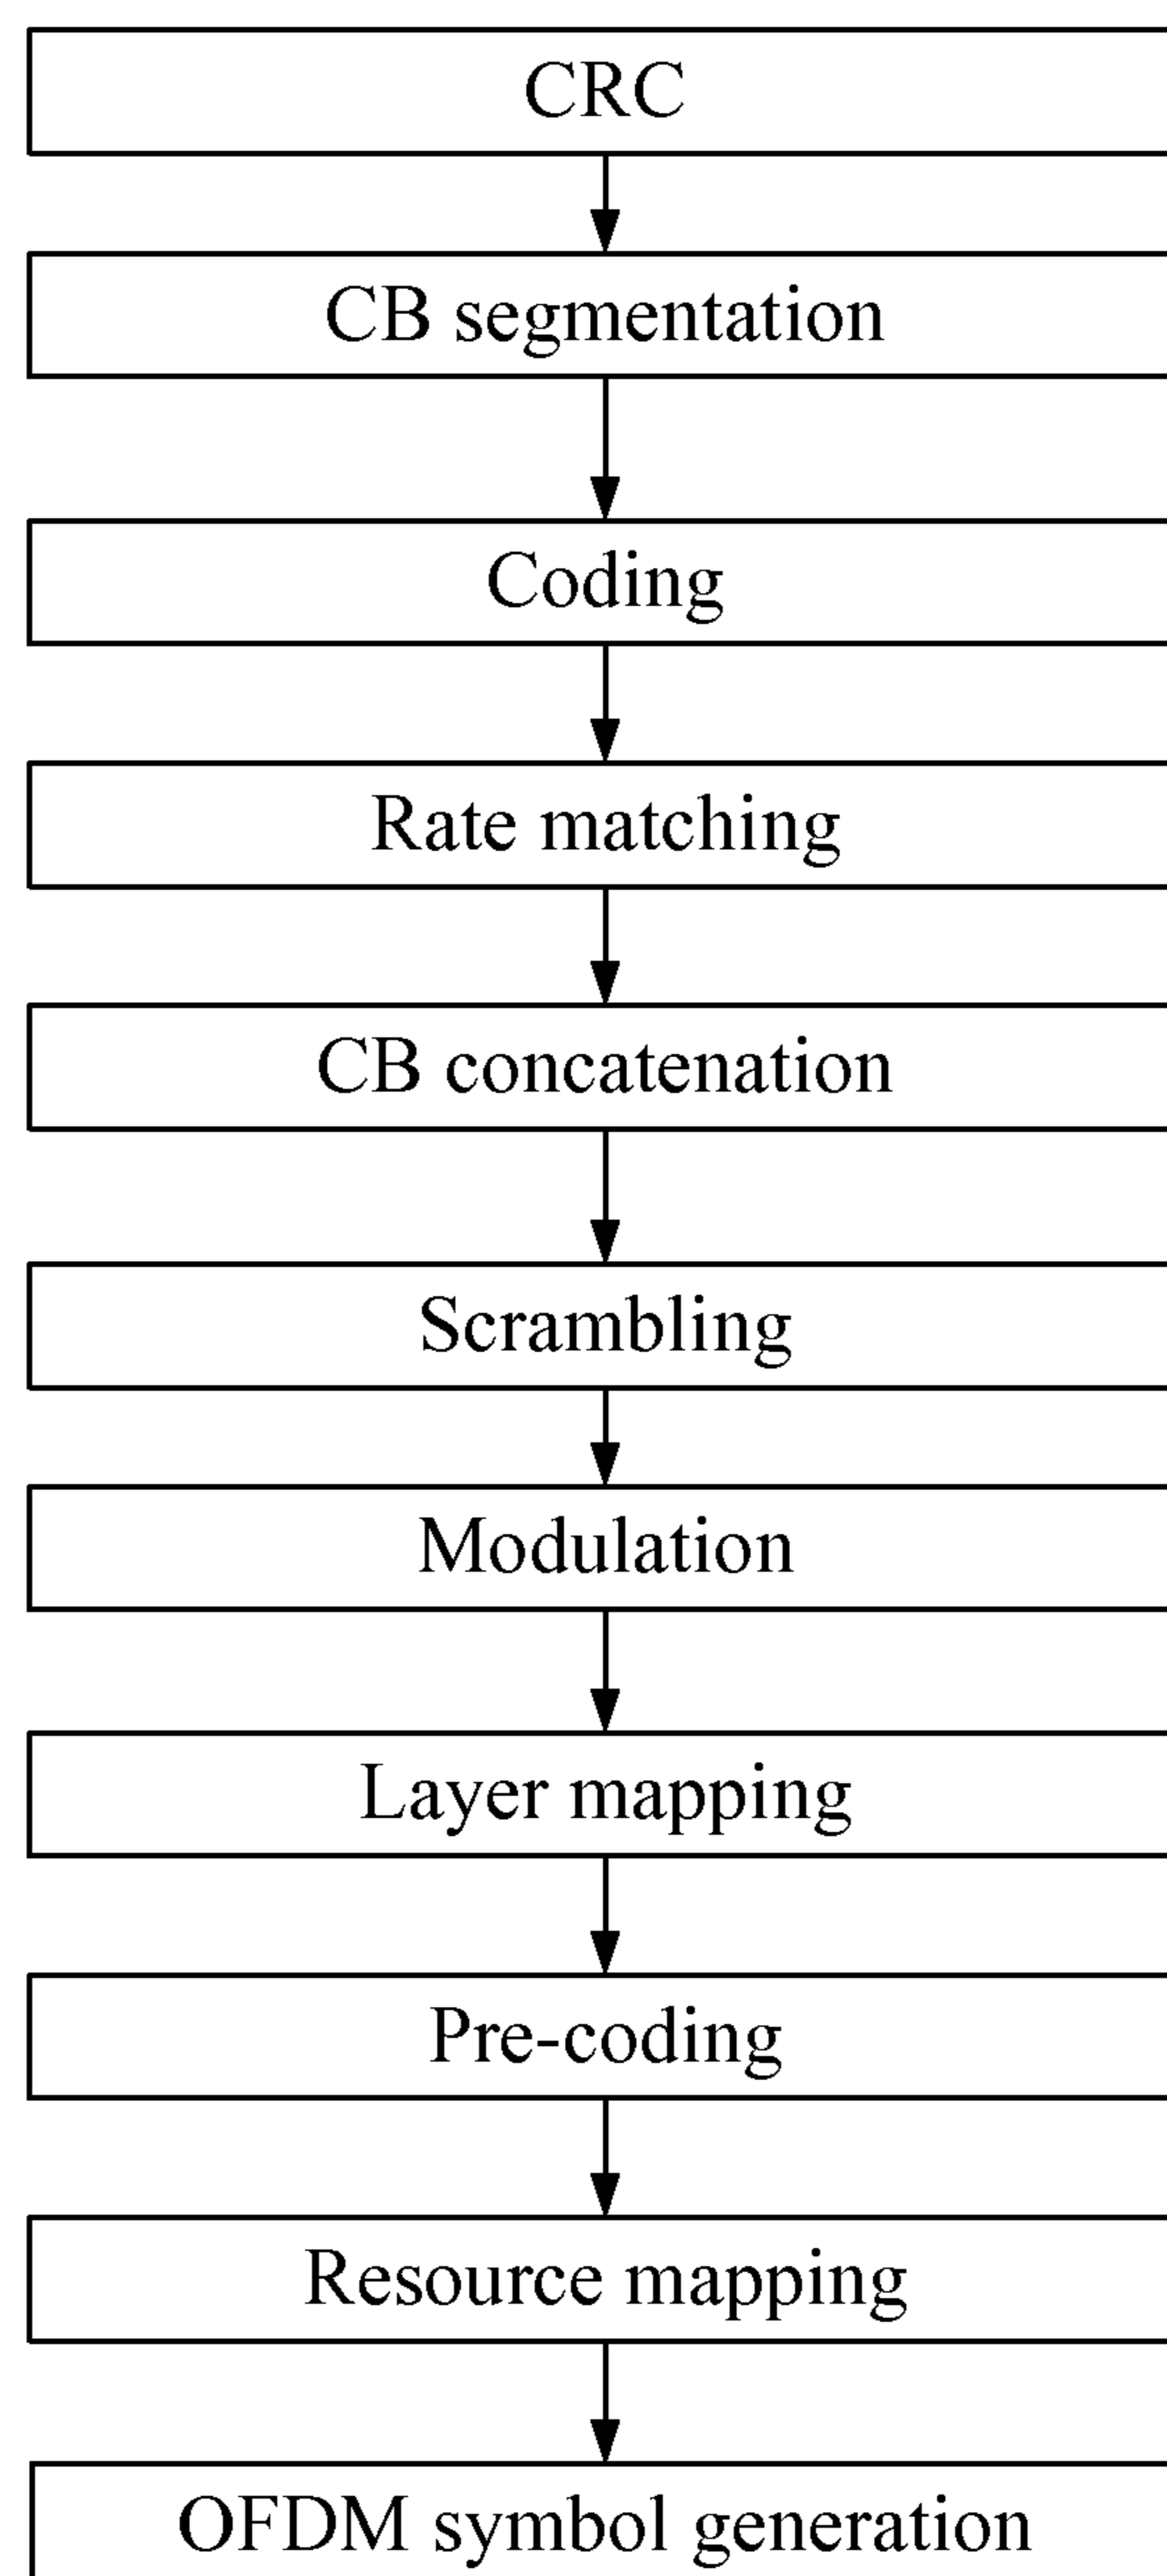 CRC
CB segmentation
Coding
Rate matching
CB concatenation
Scrambling
Modulation
Layer mapping
Pre-coding
Resource mapping
OFDM symbol generation